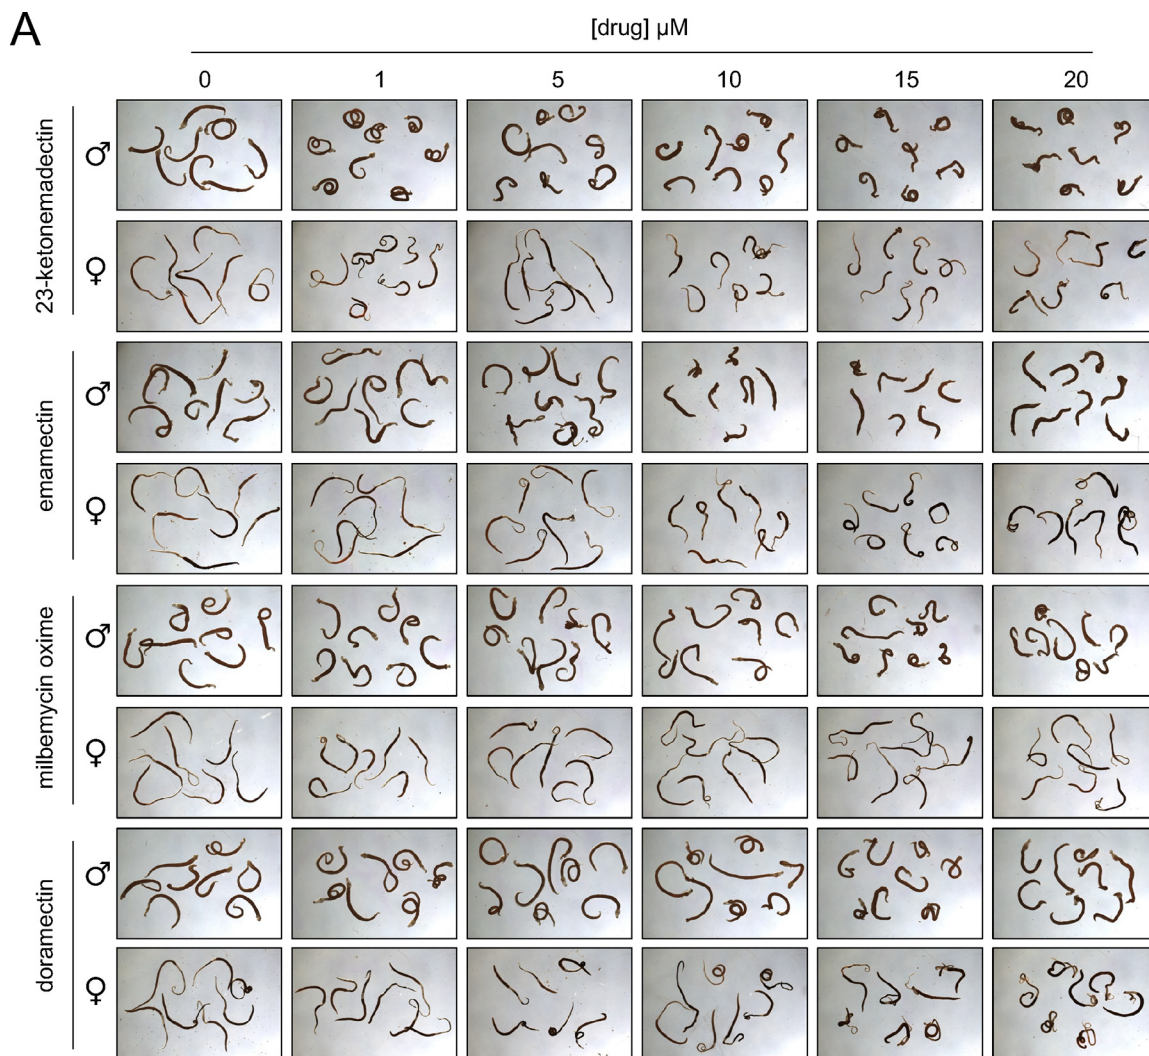 A
[drug] µM
0 1 5 10 15 20
23-ketonemadectin
♂
♀
emamectin
♂
♀
milbemycin oxime
♂
♀
doramectin
♂
♀